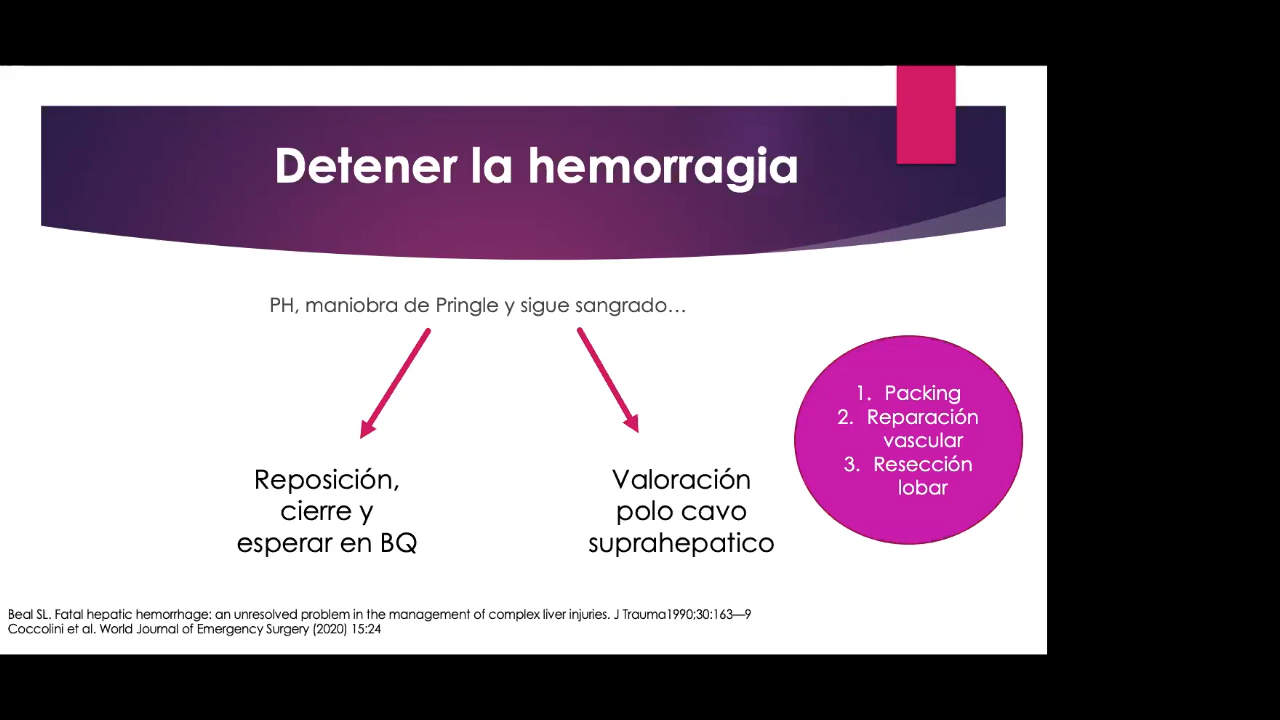 Detener la hemorragia
PH, maniobra de Pringle y sigue sangrado…
Reposición,
cierre y
esperar en BQ
Valoración
polo cavo
suprahepatico
1. Packing
2. Reparación
vascular
3. Resección
lobar
Beal SL. Fatal hepatic hemorrhage: an unresolved problem in the management of complex liver injuries. J Trauma1990;30:163—9
Coccolini et al. World Journal of Emergency Surgery (2020) 15:24